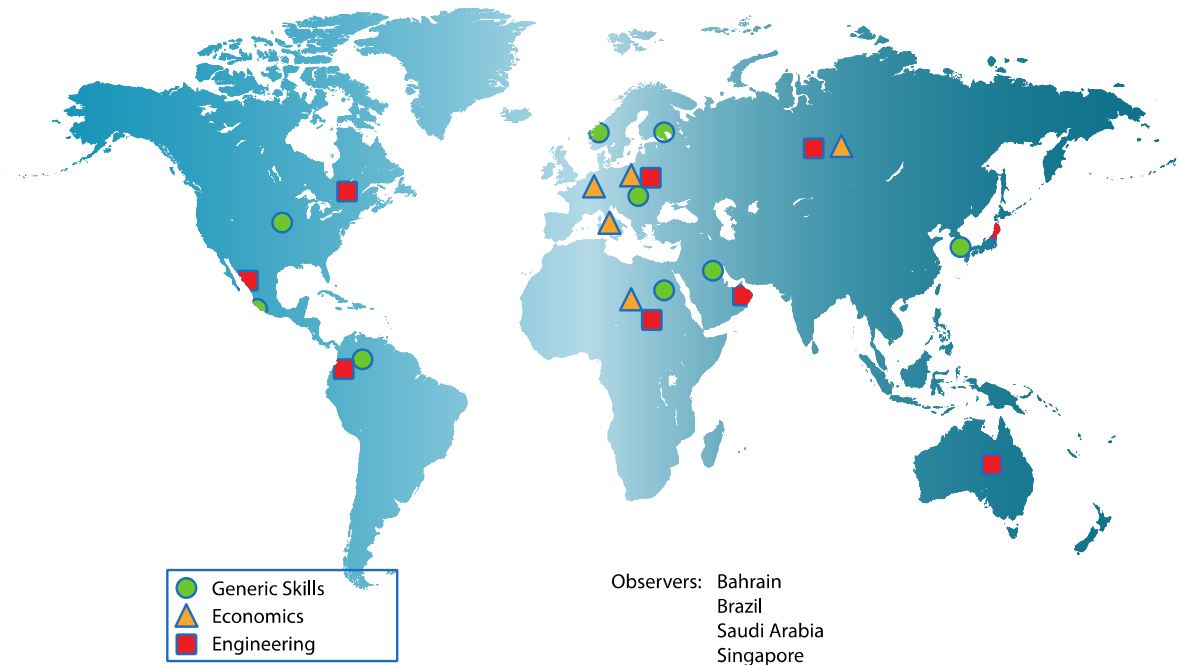 Generic Skills
Economics
Engineering
Observers: Bahrain
Brazil
Saudi Arabia
Singapore